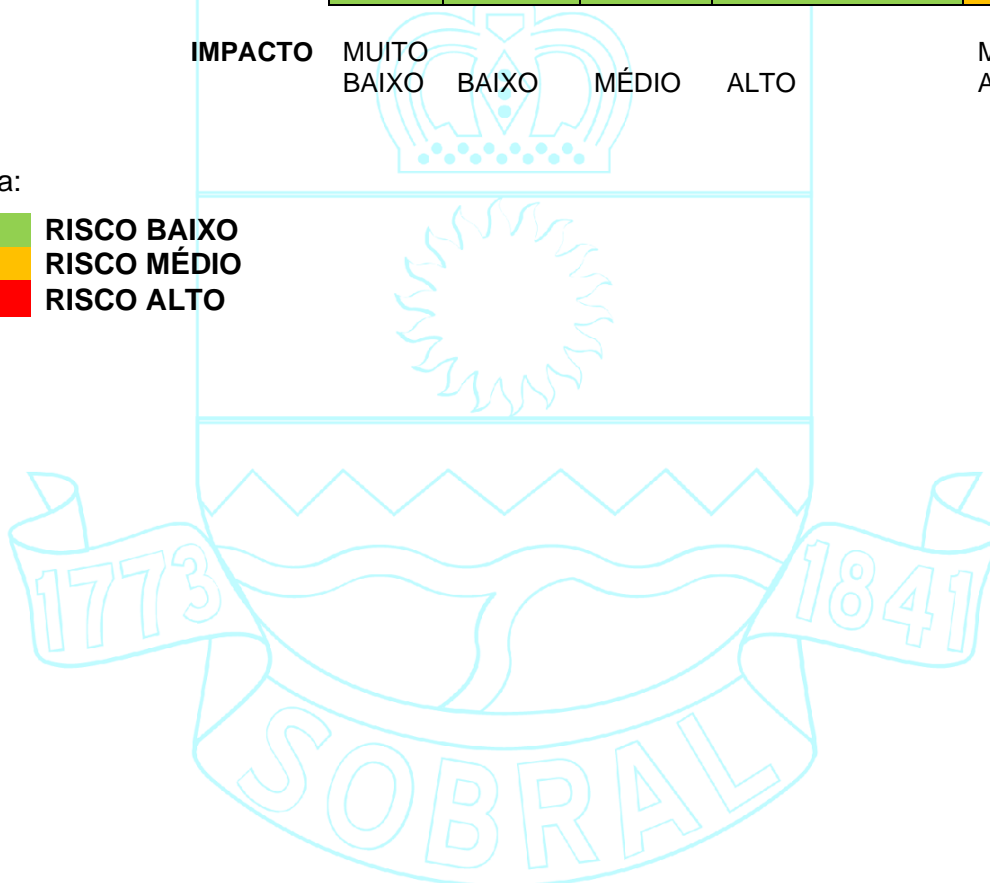 IMPACTO MUITO M
BAIXO BAIXO MÉDIO ALTO A
a:
RISCO BAIXO
RISCO MÉDIO
RISCO ALTO
1773
1841
SOBRAL